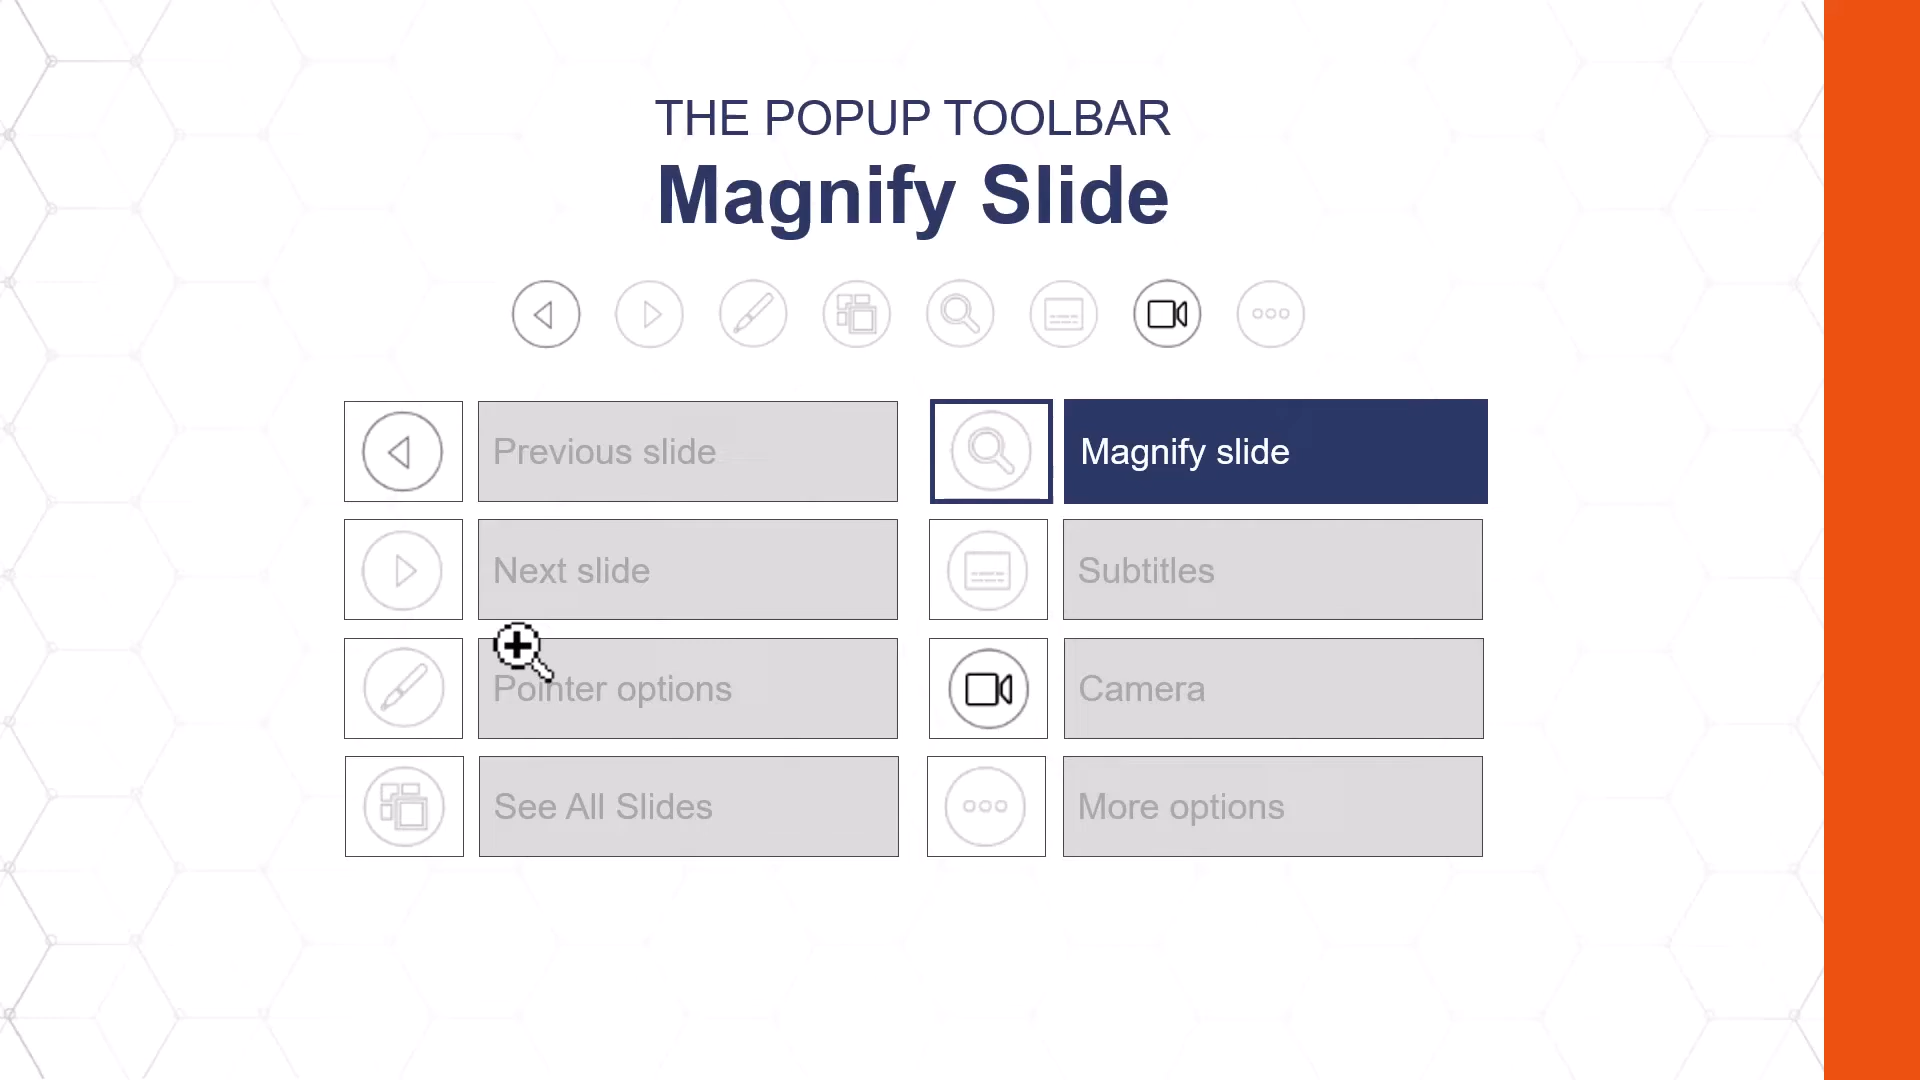 THE POPUP TOOLBAR
Magnify Slide
Previous slide
Magnify slide
Next slide
Subtitles
Pointer options
Camera
See All Slides
More options